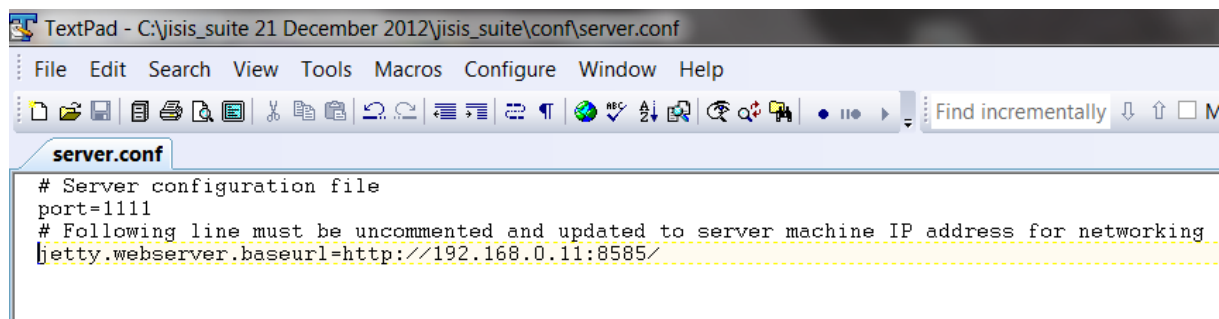 TextPad - C:\jisis_suite 21 December 2012\jisis_suite\conf\server.conf
File Edit Search View Tools Macros Configure Window Help
Find incrementally M
server.conf
# Server configuration file
port=1111
# Following line must be uncommented and updated to server machine IP address for networking
jetty.webserver.baseurl=http://192.168.0.11:8585/